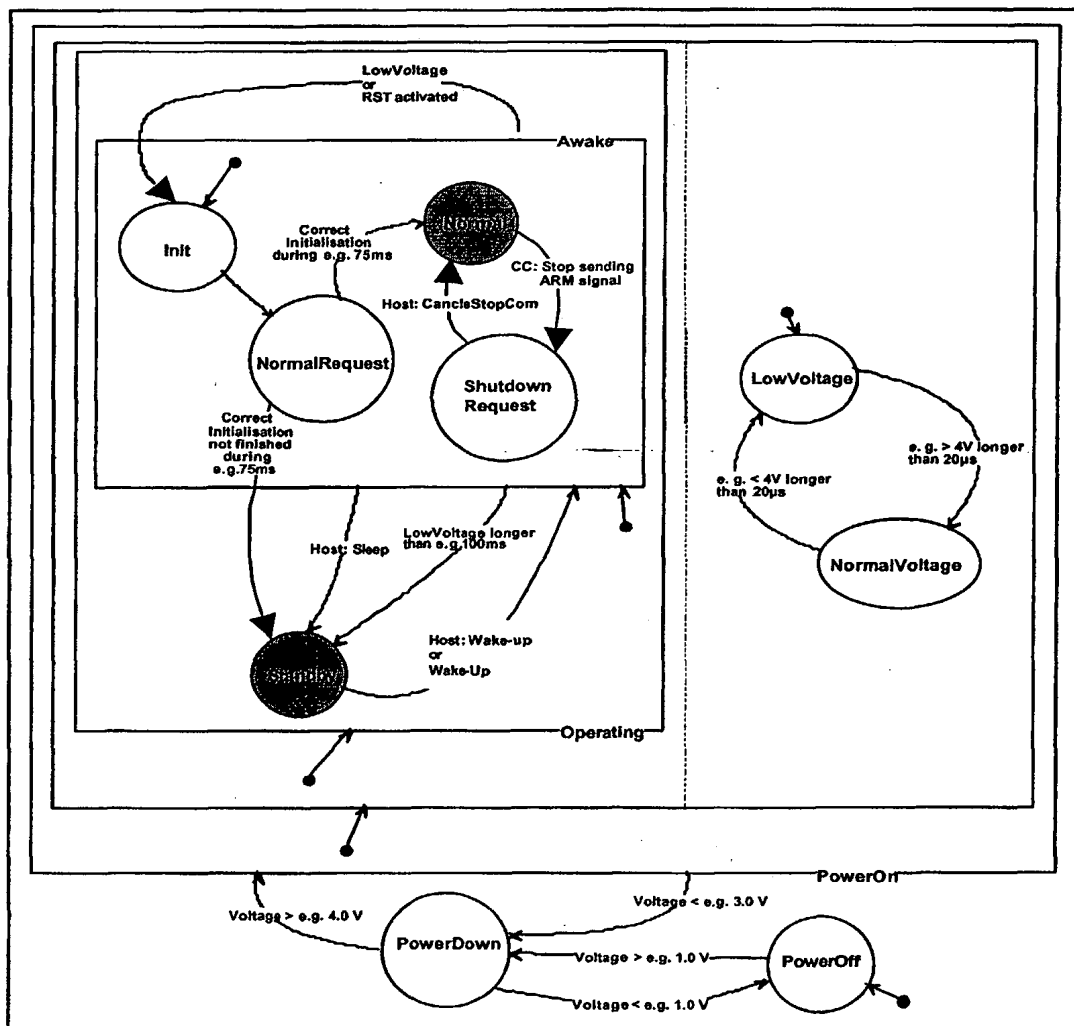 LowVoltage
or
RST activated
Awake
Init
Correct
Initialisation
during e.g. 75ms
Normal
CC: Stop sending
ARM signal
Host: CancleStopCom
NormalRequest
Shutdown
Request
Correct
Initialisation
not finished
during
e.g.75ms
Host: Sleep
LowVoltage longer
than e.g.100ms
Host: Wake-up
or
Wake-Up
Standby
Operating
LowVoltage
e. g. > 4V longer
than 20µs
e. g. < 4V longer
than 20µs
NormalVoltage
PowerOn
Voltage > e.g. 4.0 V
Voltage < e.g. 3.0 V
PowerDown
Voltage > e.g. 1.0 V
PowerOff
Voltage < e.g. 1.0 V